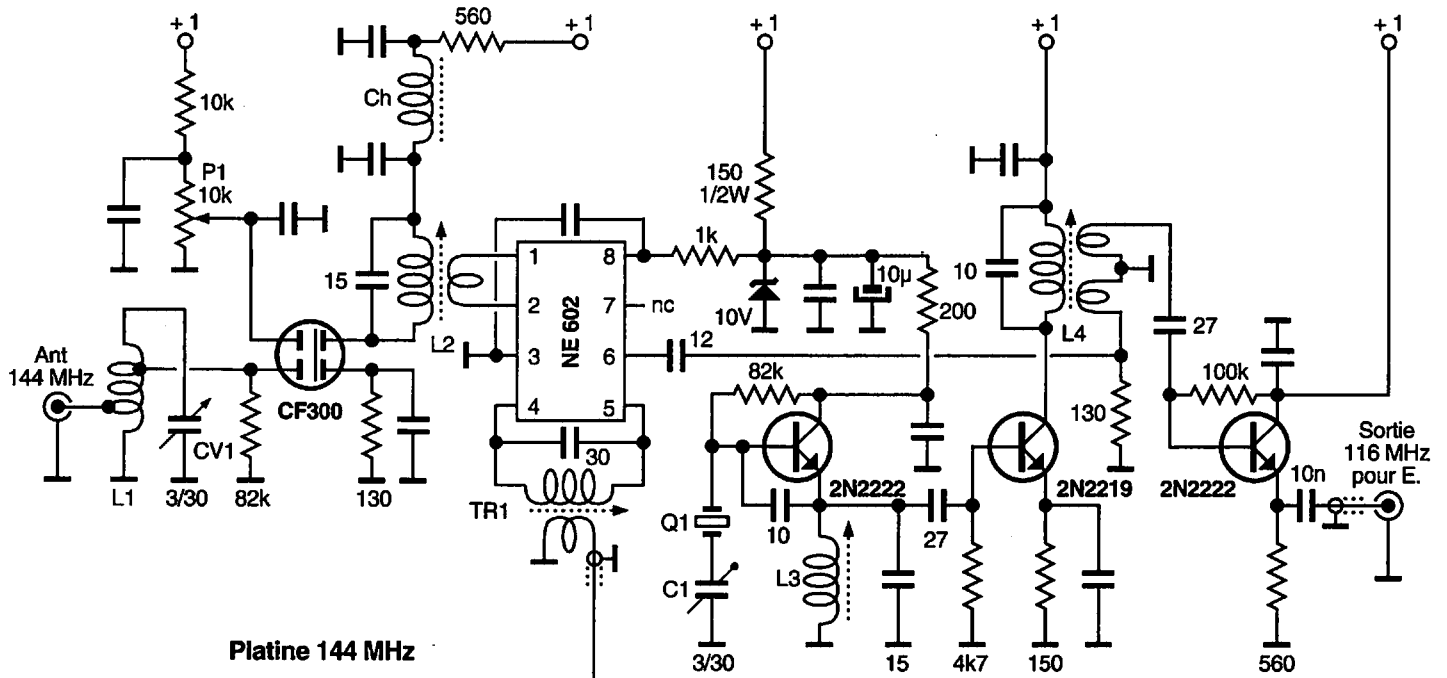 + 1
560
+ 1
+ 1
+ 1
+ 1
10k
Ch
P1
10k
150
1/2W
15
1
8
1k
10µ
10
2
7
nc
10V
200
27
L2
NE 602
L4
3
6
12
Ant
144 MHz
82k
100k
CF300
4
5
130
Sortie
116 MHz
pour E.
CV1
30
2N2222
2N2219
2N2222
10n
L1
3/30
82k
130
TR1
Q1
10
27
L3
C1
Platine 144 MHz
3/30
15
4k7
150
560